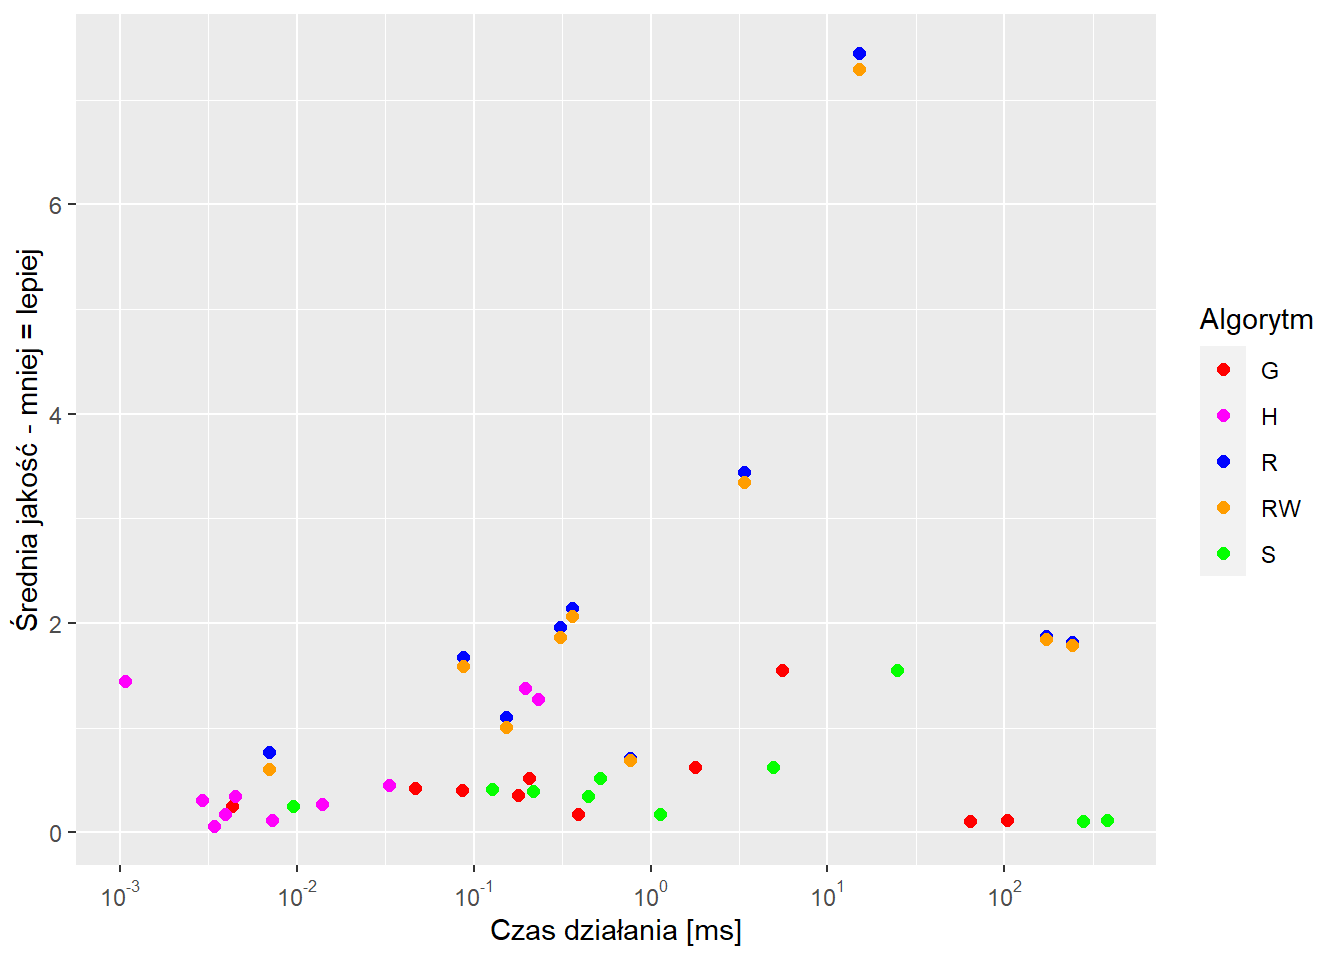 Średnia jakość - mniej = lepiej
6
4
2
0
10-3
10-2
10-1
100
101
102
Czas działania [ms]
Algorytm
G
H
R
RW
S